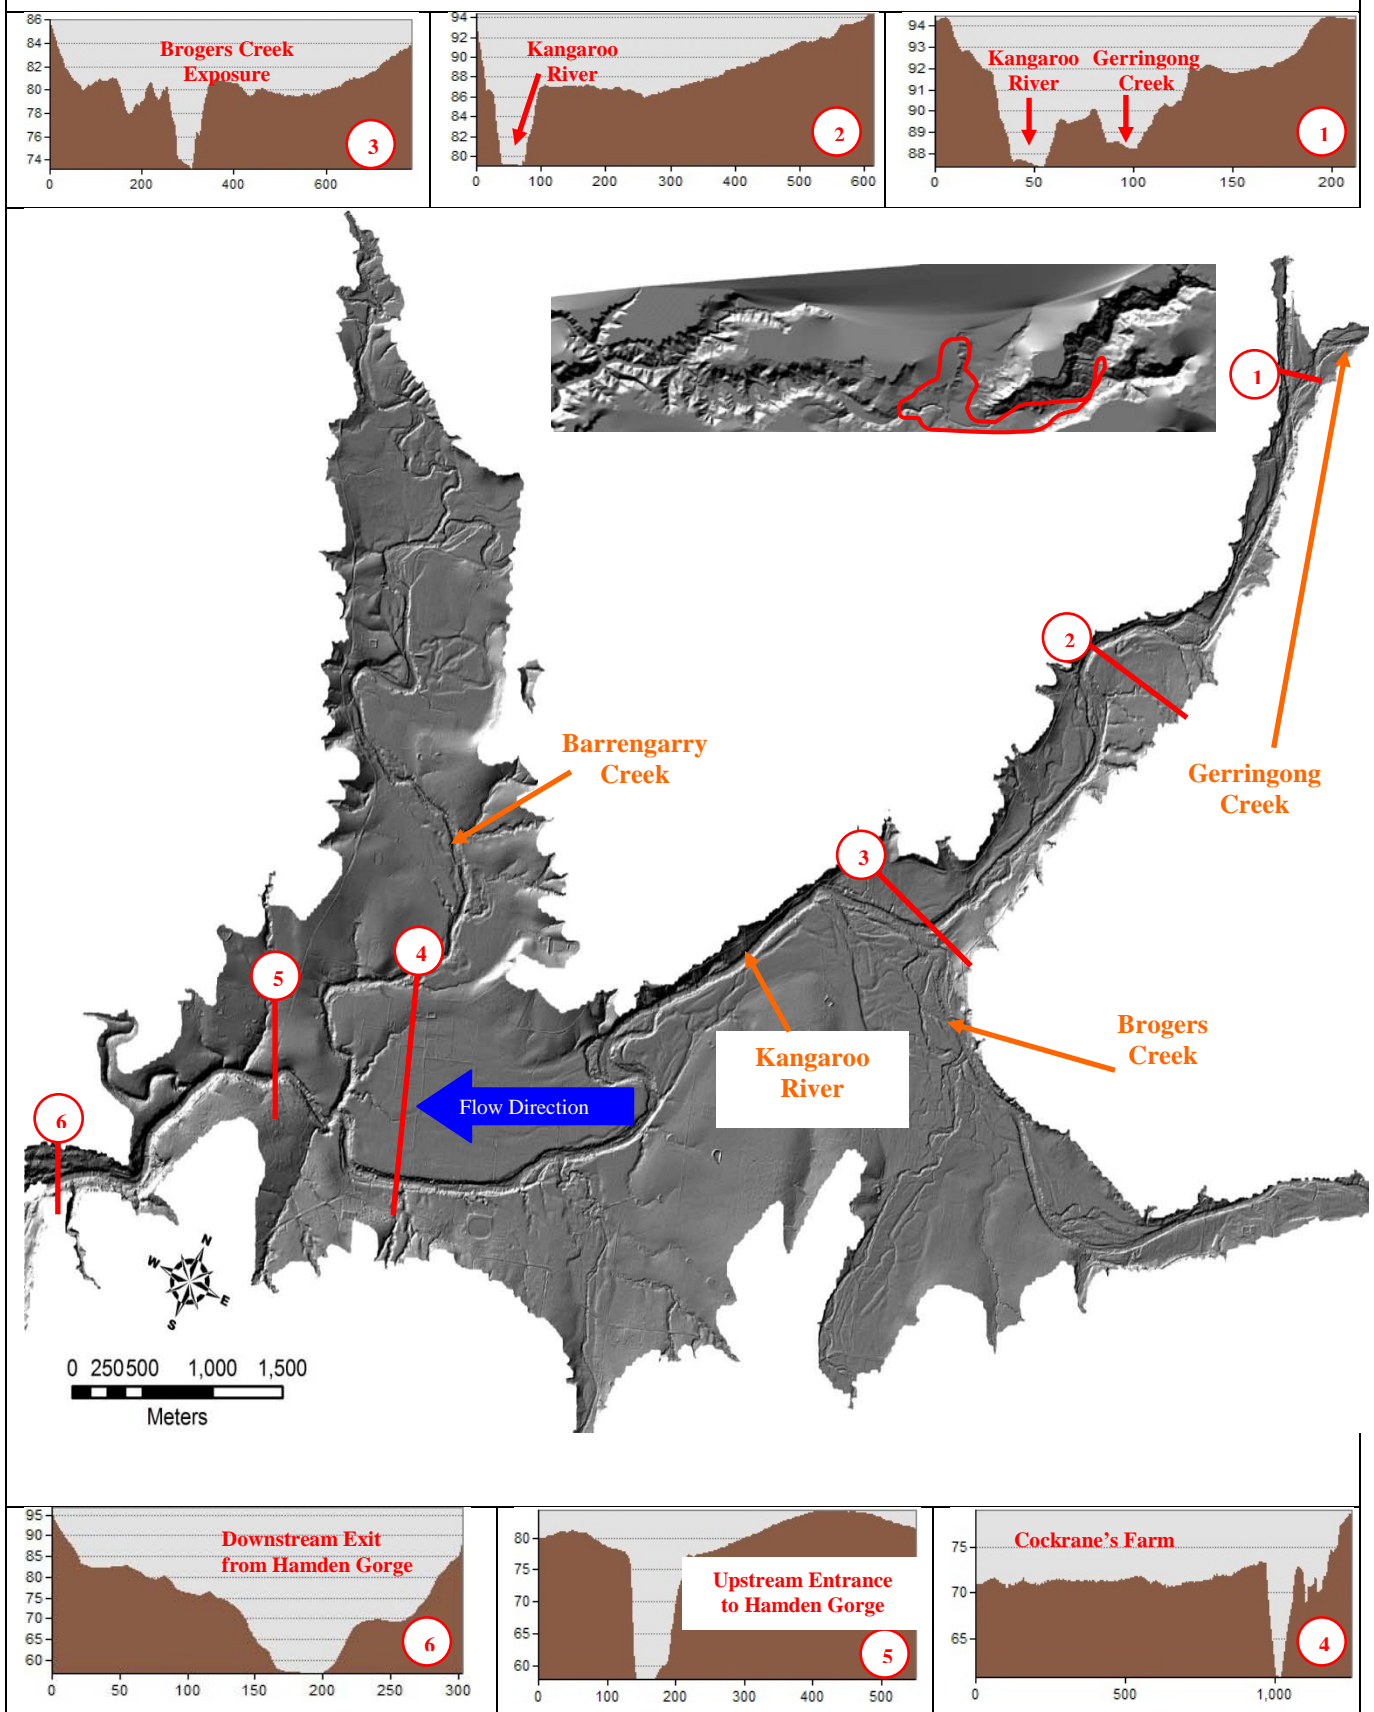 86
84
82
80
78
76
74
0 200 400 600
Brogers Creek
Exposure
3
94
92
90
88
86
84
82
80
0 100 200 300 400 500 600
Kangaroo
River
2
94
93
92
91
90
89
88
0 50 100 150 200
Kangaroo
River
Gerringong
Creek
1
1
2
Gerringong
Creek
Barrengarry
Creek
3
4
5
Brogers
Creek
Kangaroo
River
Flow Direction
6
N
W
E
S
0 250 500 1,000 1,500
Meters
95
90
85
80
75
70
65
60
0 50 100 150 200 250 300
Downstream Exit
from Hamden Gorge
6
80
75
70
65
60
0 100 200 300 400 500
Upstream Entrance
to Hamden Gorge
5
75
70
65
0 500 1,000
Cockrane's Farm
4